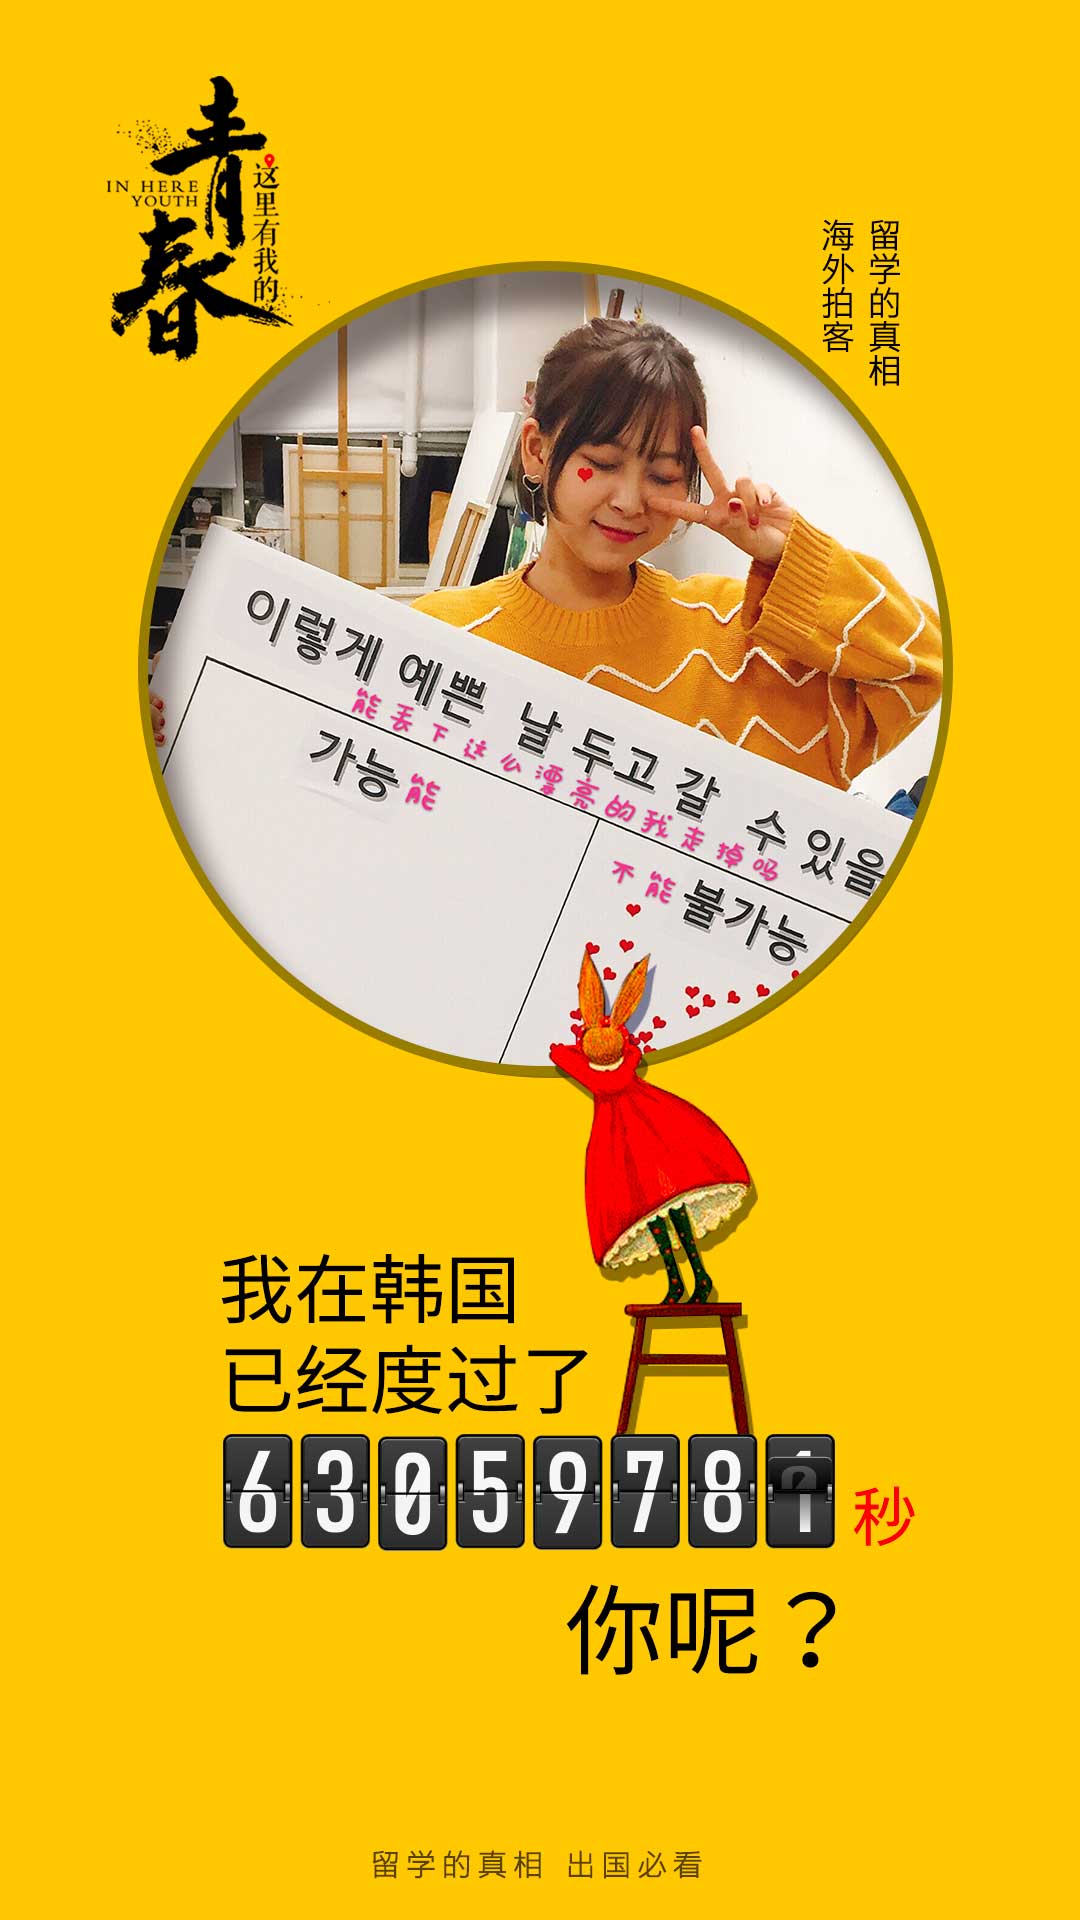 青春
IN HERE
YOUTH
这里有我的
留学的真相
海外拍客
이렇게 예쁜 날 두고 갈 수 있을
能丢下这么漂亮的我走掉吗
가능 能
不能 불가능
我在韩国
已经度过了
6305978 秒
你呢？
留学的真相 出国必看